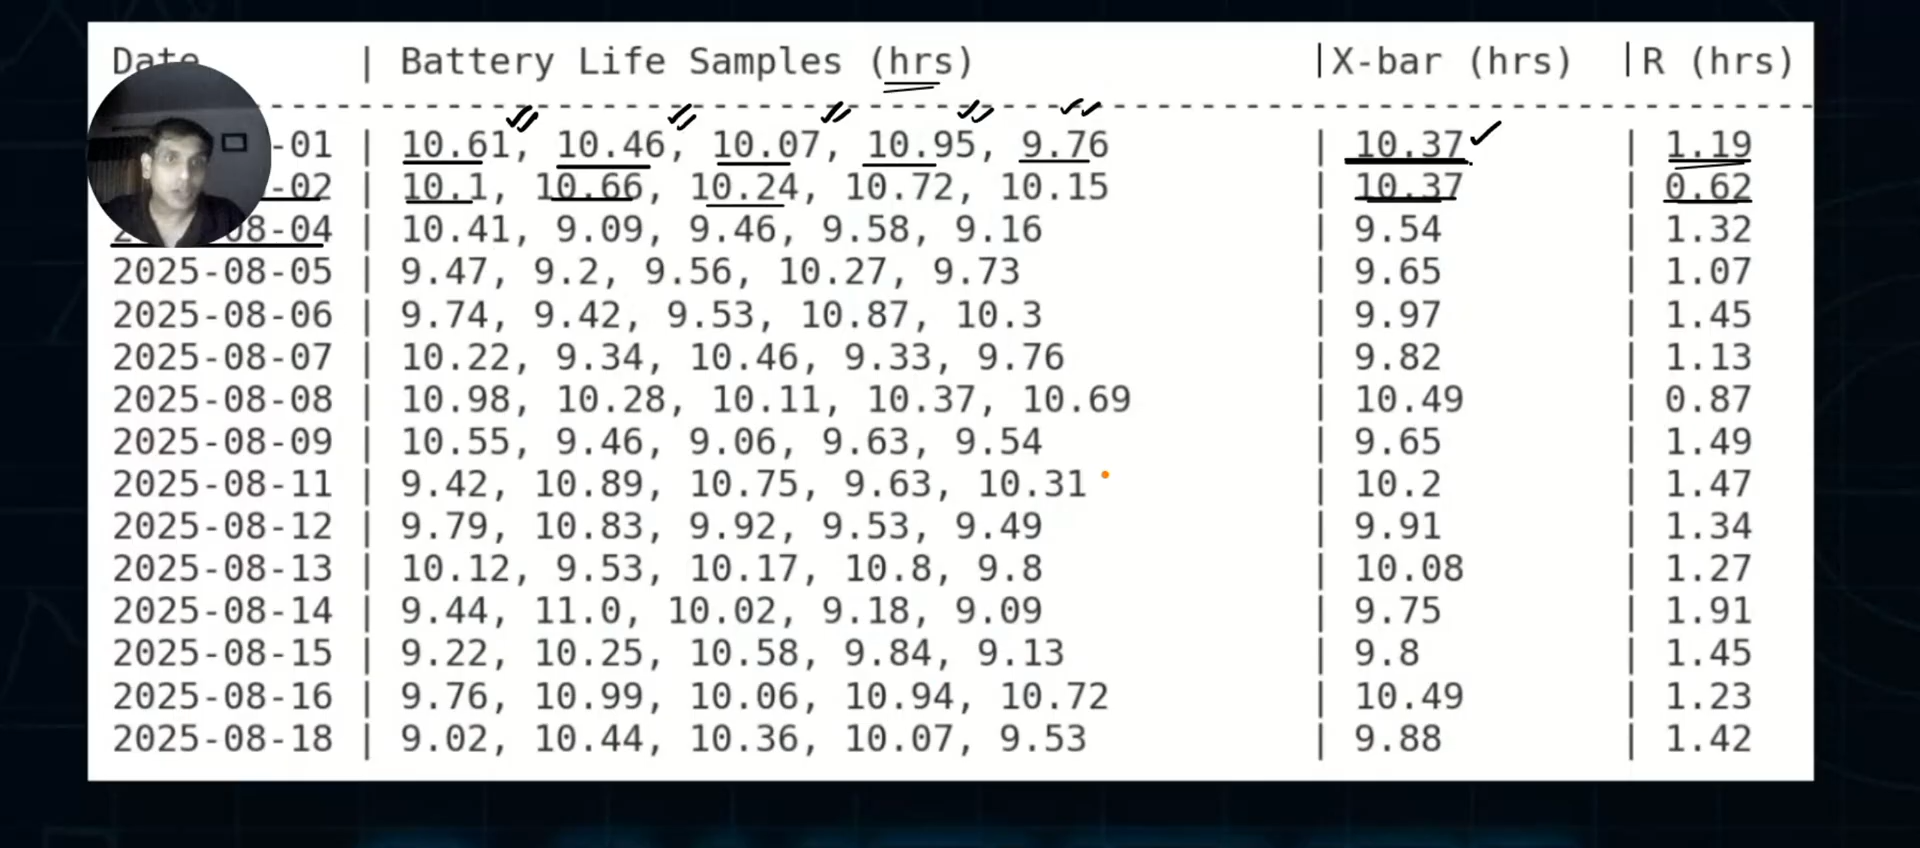 Date | Battery Life Samples (hrs) |X-bar (hrs) |R (hrs)
-01 | 10.61, 10.46, 10.07, 10.95, 9.76 | 10.37 | 1.19
-02 | 10.1, 10.66, 10.24, 10.72, 10.15 | 10.37 | 0.62
08-04 | 10.41, 9.09, 9.46, 9.58, 9.16 | 9.54 | 1.32
2025-08-05 | 9.47, 9.2, 9.56, 10.27, 9.73 | 9.65 | 1.07
2025-08-06 | 9.74, 9.42, 9.53, 10.87, 10.3 | 9.97 | 1.45
2025-08-07 | 10.22, 9.34, 10.46, 9.33, 9.76 | 9.82 | 1.13
2025-08-08 | 10.98, 10.28, 10.11, 10.37, 10.69 | 10.49 | 0.87
2025-08-09 | 10.55, 9.46, 9.06, 9.63, 9.54 | 9.65 | 1.49
2025-08-11 | 9.42, 10.89, 10.75, 9.63, 10.31 | 10.2 | 1.47
2025-08-12 | 9.79, 10.83, 9.92, 9.53, 9.49 | 9.91 | 1.34
2025-08-13 | 10.12, 9.53, 10.17, 10.8, 9.8 | 10.08 | 1.27
2025-08-14 | 9.44, 11.0, 10.02, 9.18, 9.09 | 9.75 | 1.91
2025-08-15 | 9.22, 10.25, 10.58, 9.84, 9.13 | 9.8 | 1.45
2025-08-16 | 9.76, 10.99, 10.06, 10.94, 10.72 | 10.49 | 1.23
2025-08-18 | 9.02, 10.44, 10.36, 10.07, 9.53 | 9.88 | 1.42